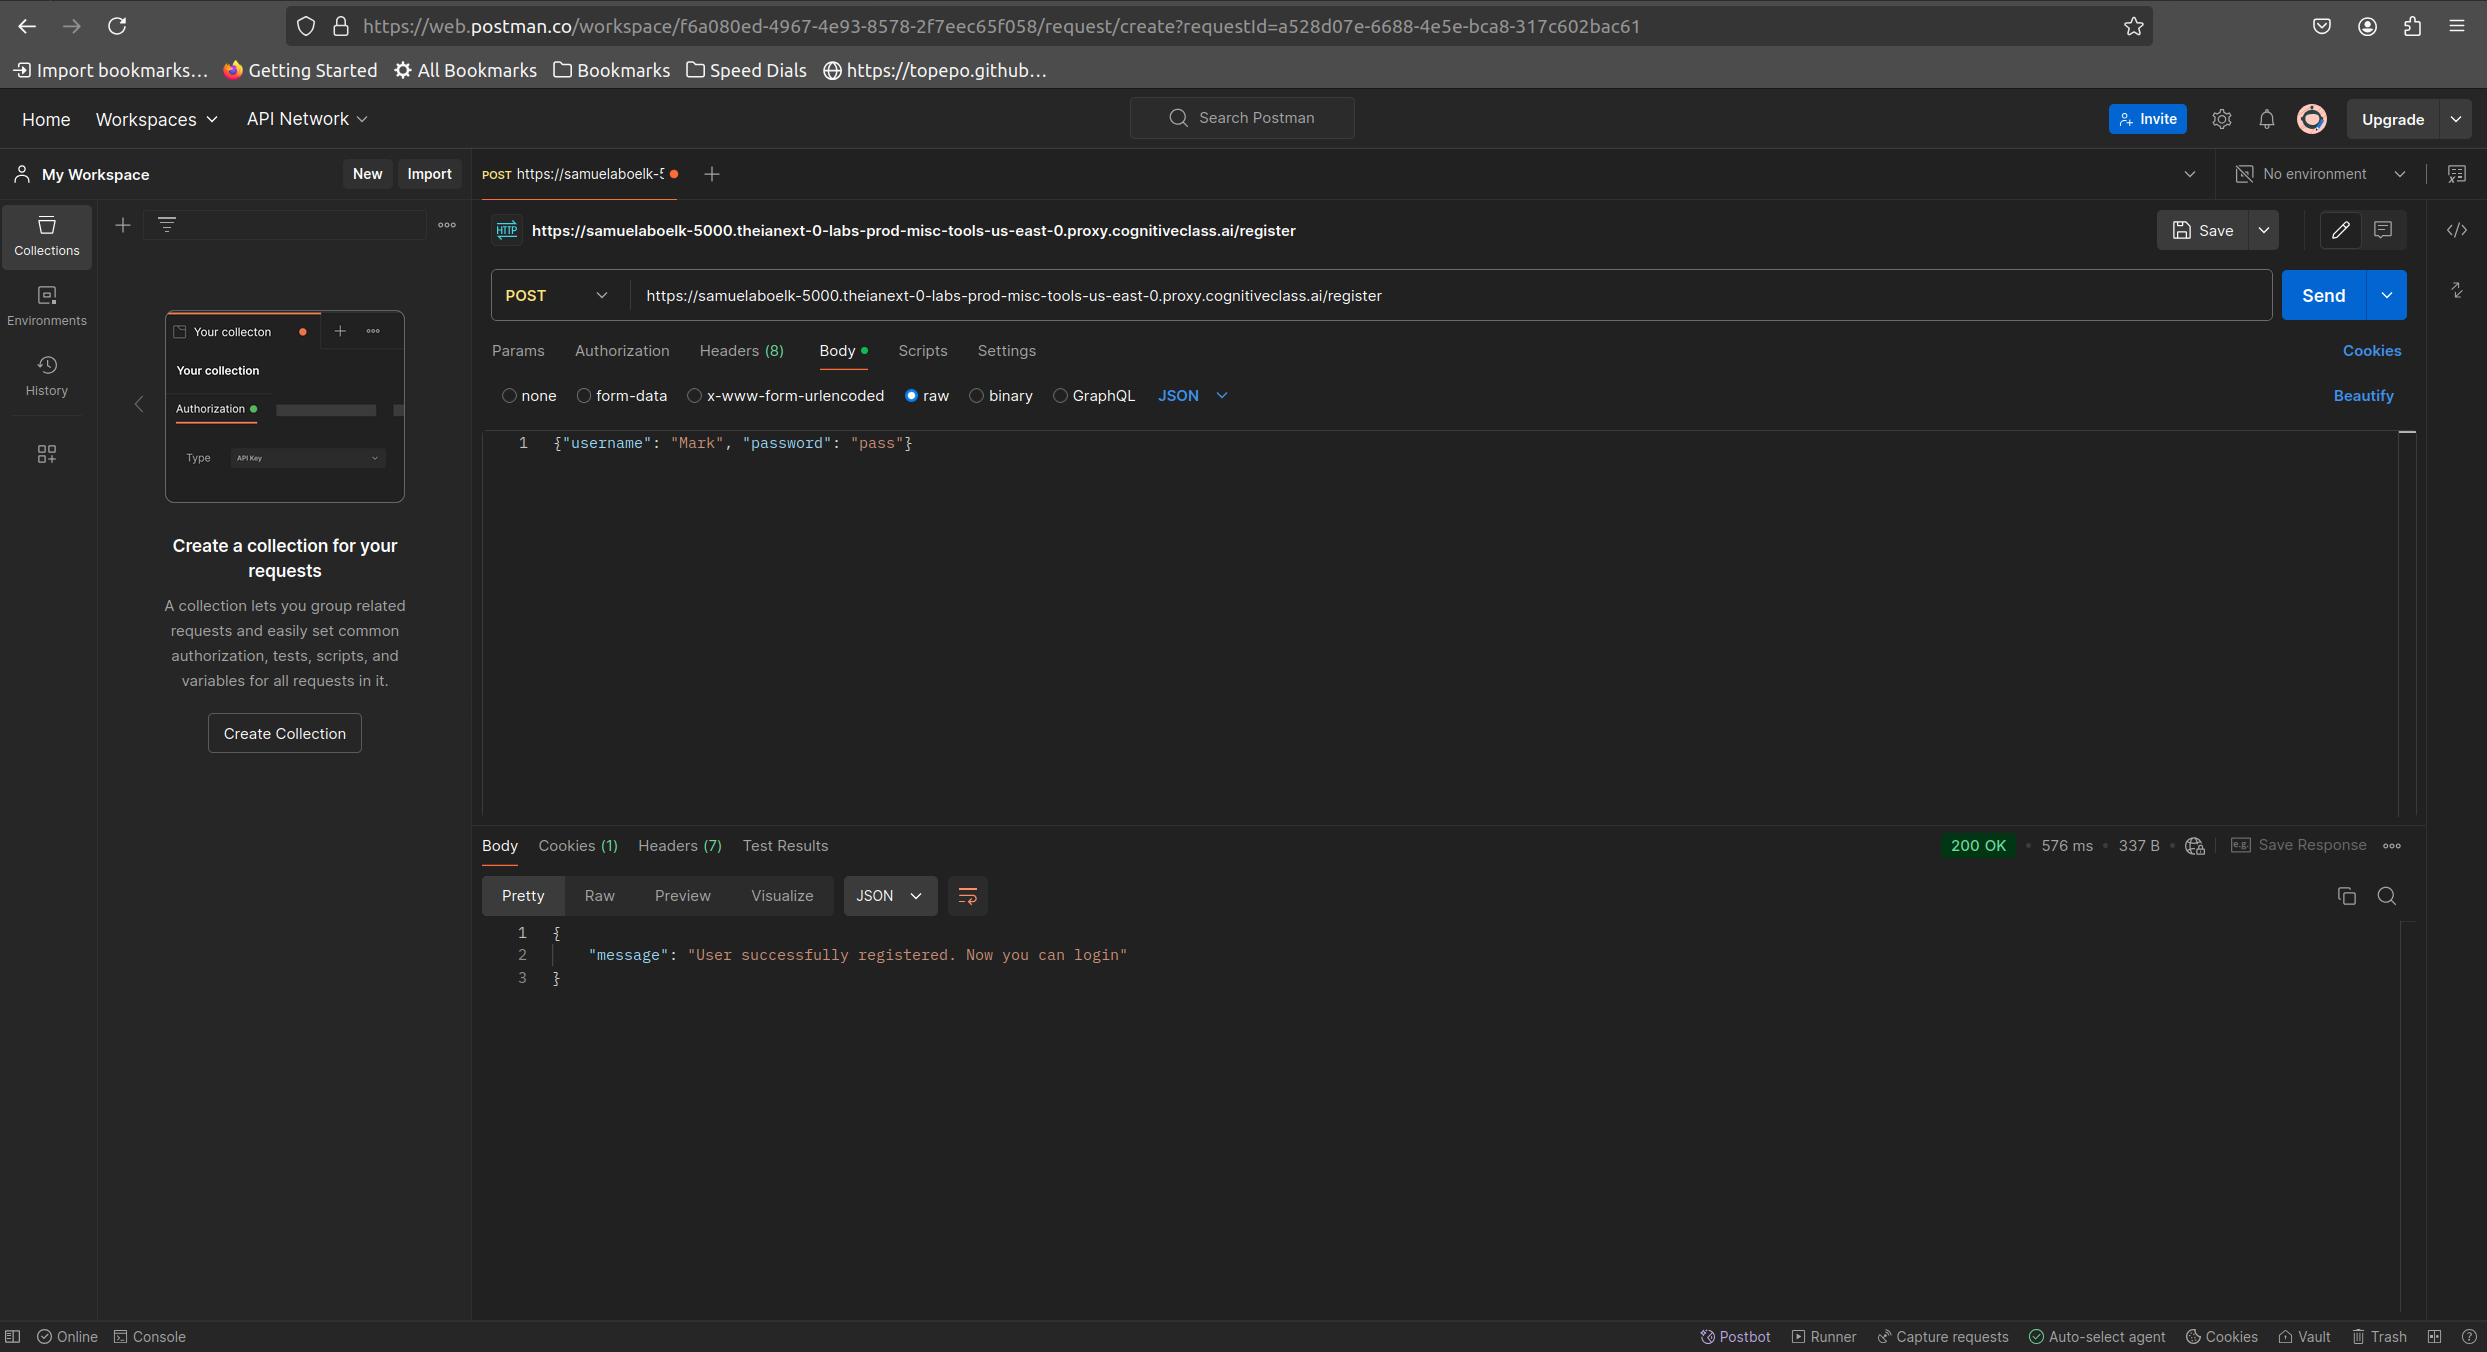 https://web.postman.co/workspace/f6a080ed-4967-4e93-8578-2f7eec65f058/request/create?requestId=a528d07e-6688-4e5e-bca8-317c602bac61
Import bookmarks... Getting Started All Bookmarks Bookmarks Speed Dials https://topepo.github...
Home Workspaces API Network Search Postman Invite Upgrade
My Workspace New Import POST https://samuelaboelk-5 No environment
Collections
https://samuelaboelk-5000.theianext-0-labs-prod-misc-tools-us-east-0.proxy.cognitiveclass.ai/register Save
HTTP
Environments
POST https://samuelaboelk-5000.theianext-0-labs-prod-misc-tools-us-east-0.proxy.cognitiveclass.ai/register Send
History
Your collecton
Your collection
Authorization
Type API Key
Create a collection for your
requests
A collection lets you group related
requests and easily set common
authorization, tests, scripts, and
variables for all requests in it.
Create Collection
Params Authorization Headers (8) Body Scripts Settings Cookies
none form-data x-www-form-urlencoded raw binary GraphQL JSON Beautify
1 {"username": "Mark", "password": "pass"}
Body Cookies (1) Headers (7) Test Results 200 OK 576 ms 337 B e.g. Save Response
Pretty Raw Preview Visualize JSON
1 {
2 "message": "User successfully registered. Now you can login"
3 }
Online Console Postbot Runner Capture requests Auto-select agent Cookies Vault Trash